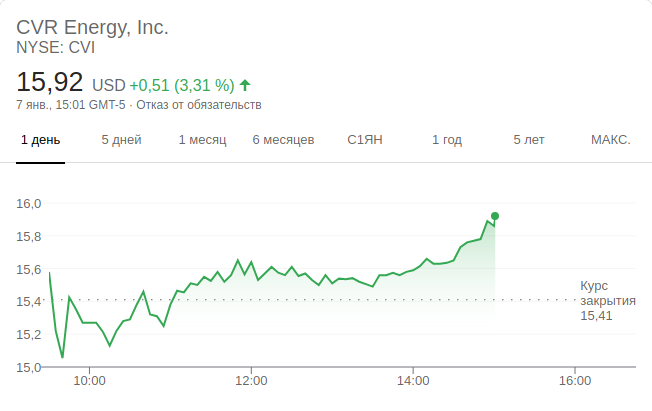 CVR Energy, Inc.
NYSE: CVI
15,92 USD +0,51 (3,31 %)
7 янв., 15:01 GMT-5 · Отказ от обязательств
1 день 5 дней 1 месяц 6 месяцев С1ЯН 1 год 5 лет МАКС.
16,0
15,8
15,6
15,4
15,2
15,0
Курс
закрытия
15,41
10:00 12:00 14:00 16:00